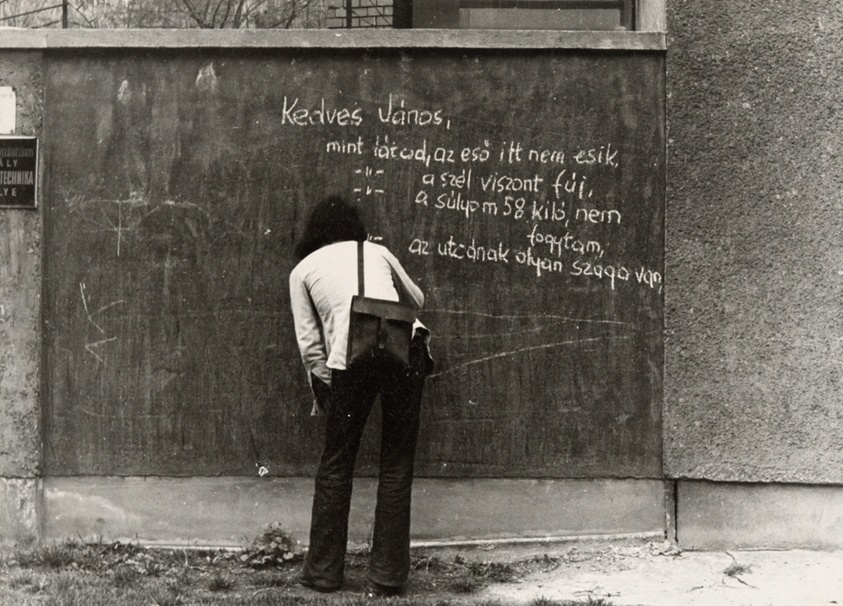 Kedves János,
mint látod, az eső itt nem esik,
-"- a szél viszont fúj,
-"- a súlyom 58 kiló, nem
fogytam,
-"- az utódnak olyan szaga van,
ÁLY
TECHNIKA
LYE